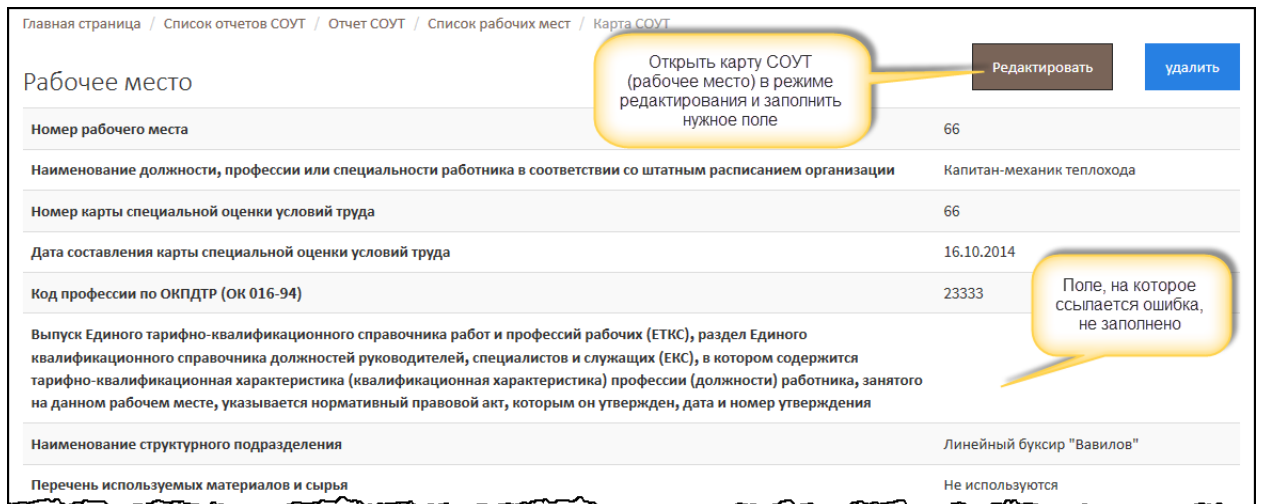 Главная страница / Список отчетов СОУТ / Отчет СОУТ / Список рабочих мест / Карта СОУТ
Открыть карту СОУТ
(рабочее место) в режиме
редактирования и заполнить
нужное поле
Редактировать
удалить
Рабочее место
Номер рабочего места
66
Наименование должности, профессии или специальности работника в соответствии со штатным расписанием организации
Капитан-механик теплохода
Номер карты специальной оценки условий труда
66
Дата составления карты специальной оценки условий труда
16.10.2014
Код профессии по ОКПДТР (ОК 016-94)
23333
Поле, на которое
ссылается ошибка,
не заполнено
Выпуск Единого тарифно-квалификационного справочника работ и профессий рабочих (ЕТКС), раздел Единого
квалификационного справочника должностей руководителей, специалистов и служащих (ЕКС), в котором содержится
тарифно-квалификационная характеристика (квалификационная характеристика) профессии (должности) работника, занятого
на данном рабочем месте, указывается нормативный правовой акт, которым он утвержден, дата и номер утверждения
Наименование структурного подразделения
Линейный буксир "Вавилов"
Перечень используемых материалов и сырья
Не используются